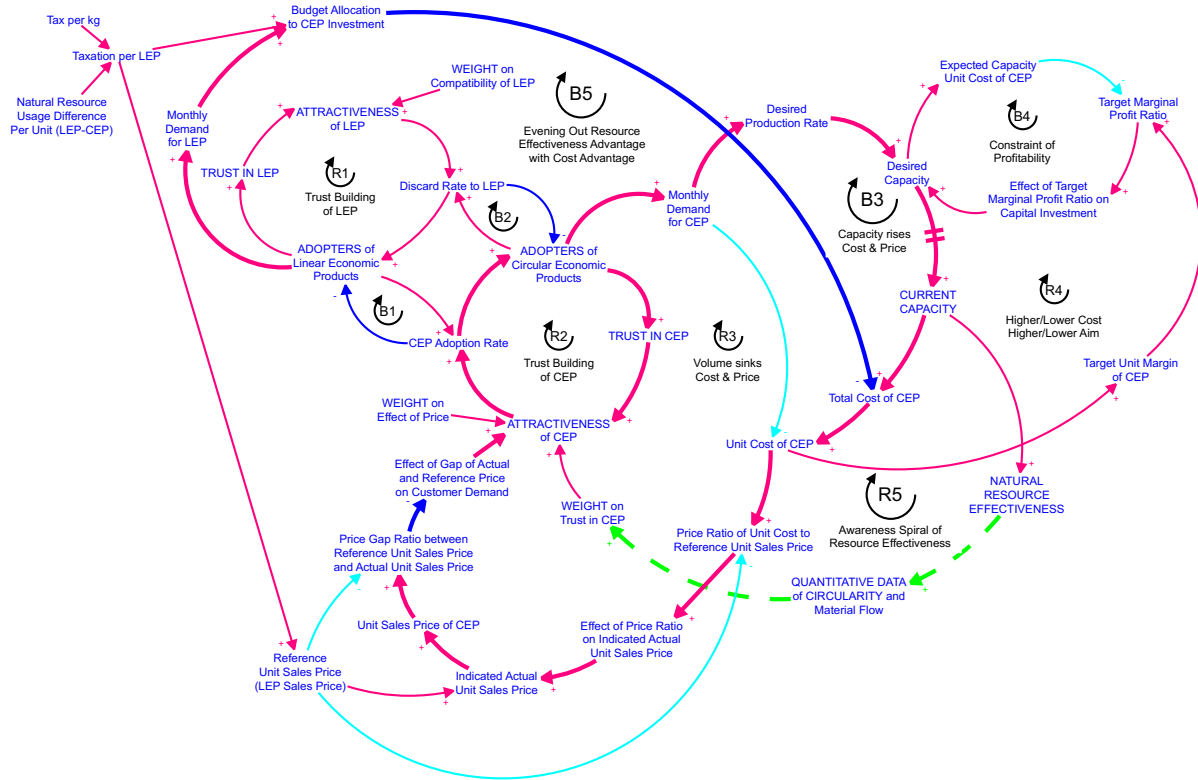 Tax per kg
Budget Allocation
to CEP Investment
Taxation per LEP
Natural Resource
Usage Difference
Per Unit (LEP-CEP)
Monthly
Demand
for LEP
WEIGHT on
Compatibility of LEP
ATTRACTIVENESS
of LEP
TRUST IN LEP
R1
Trust Building
of LEP
Discard Rate to LEP
B2
B5
Evening Out Resource
Effectiveness Advantage
with Cost Advantage
Desired
Production Rate
Expected Capacity
Unit Cost of CEP
B4
Constraint of
Profitability
Target Marginal
Profit Ratio
Desired
Capacity
Effect of Target
Marginal Profit Ratio on
Capital Investment
Monthly
Demand
for CEP
B3
Capacity rises
Cost & Price
ADOPTERS of
Linear Economic
Products
ADOPTERS of
Circular Economic
Products
B1
CEP Adoption Rate
R2
Trust Building
of CEP
TRUST IN CEP
R3
Volume sinks
Cost & Price
CURRENT
CAPACITY
R4
Higher/Lower Cost
Higher/Lower Aim
Target Unit Margin
of CEP
Total Cost of CEP
WEIGHT on
Effect of Price
ATTRACTIVENESS
of CEP
Unit Cost of CEP
Effect of Gap of Actual
and Reference Price
on Customer Demand
WEIGHT on
Trust in CEP
R5
Awareness Spiral of
Resource Effectiveness
NATURAL
RESOURCE
EFFECTIVENESS
Price Gap Ratio between
Reference Unit Sales Price
and Actual Unit Sales Price
Price Ratio of Unit Cost to
Reference Unit Sales Price
QUANTITATIVE DATA
of CIRCULARITY and
Material Flow
Unit Sales Price of CEP
Effect of Price Ratio
on Indicated Actual
Unit Sales Price
Reference
Unit Sales Price
(LEP Sales Price)
Indicated Actual
Unit Sales Price